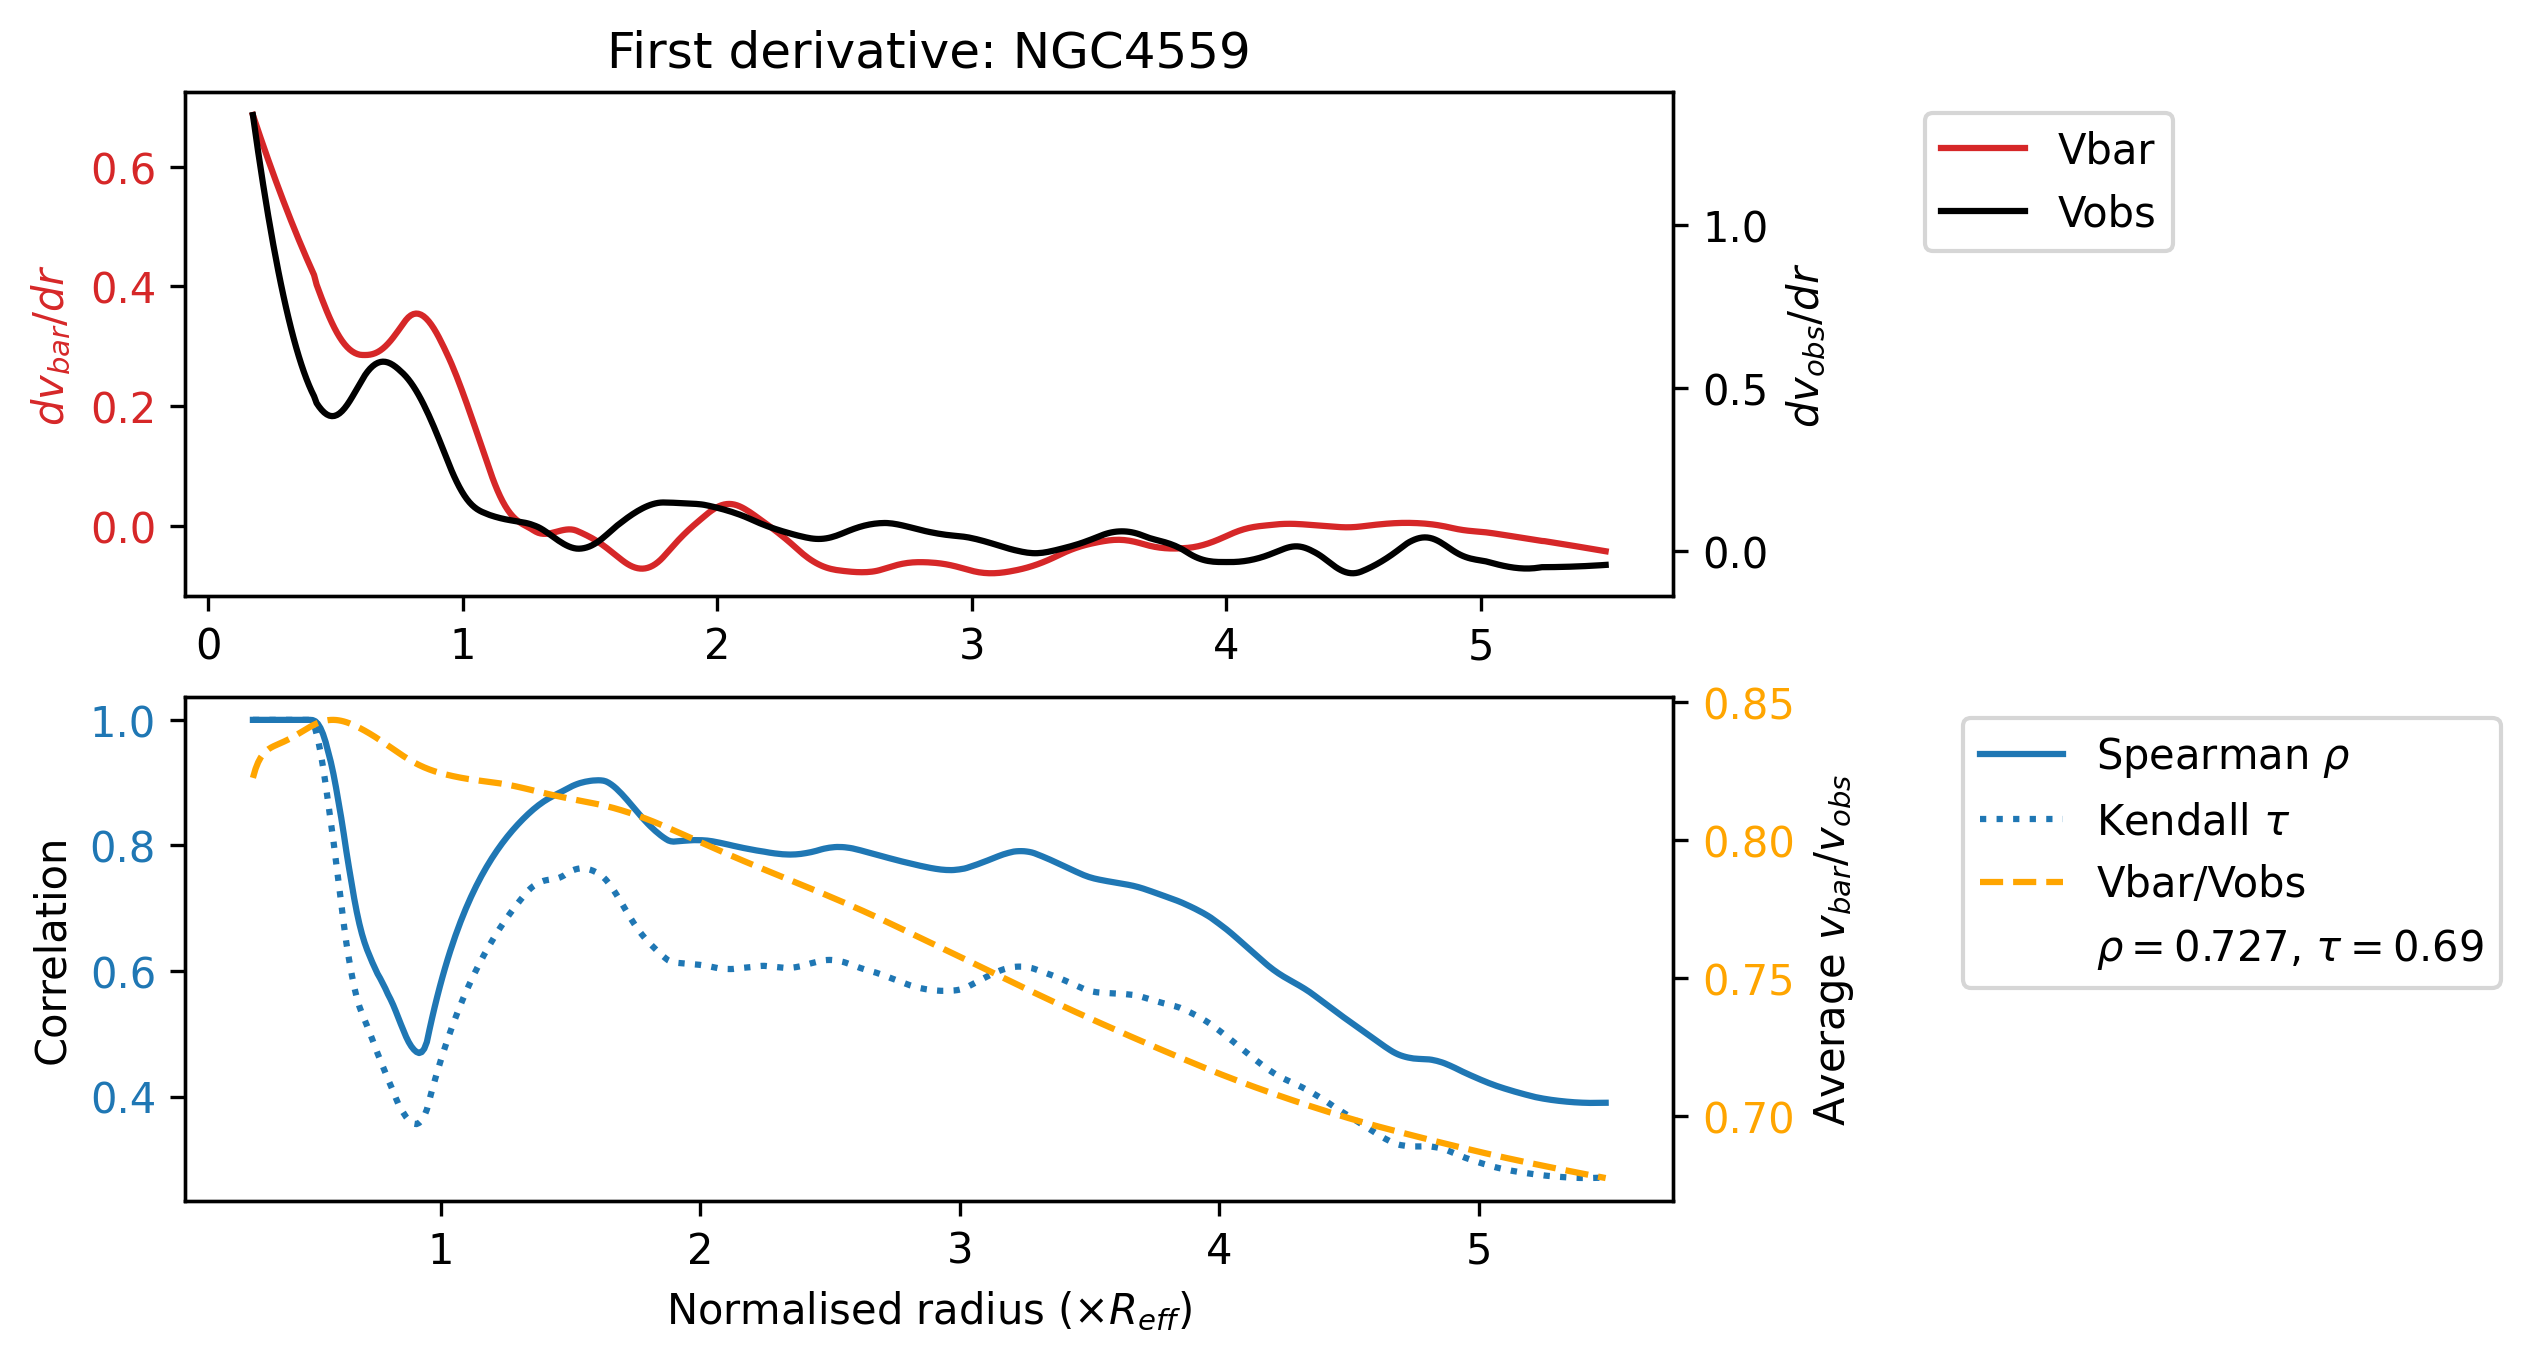 First derivative: NGC4559
0.6
0.4
0.2
0.0
dv_bar/dr
1.0
0.5
0.0
dv_obs/dr
Vbar
Vobs
0 1 2 3 4 5
1.0
0.8
0.6
0.4
Correlation
0.85
0.80
0.75
0.70
Average v_bar/v_obs
Spearman ρ
Kendall τ
Vbar/Vobs
ρ = 0.727, τ = 0.69
1 2 3 4 5
Normalised radius (×R_eff)